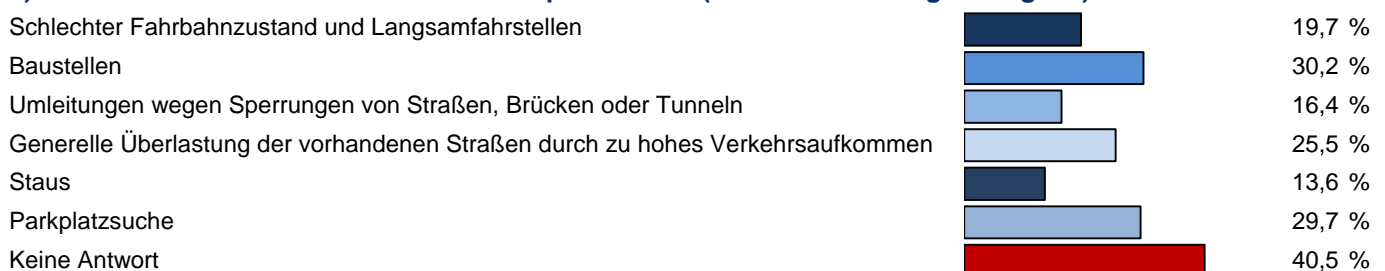 Schlechter Fahrbahnzustand und Langsamfahrstellen 19,7 %
Baustellen 30,2 %
Umleitungen wegen Sperrungen von Straßen, Brücken oder Tunneln 16,4 %
Generelle Überlastung der vorhandenen Straßen durch zu hohes Verkehrsaufkommen 25,5 %
Staus 13,6 %
Parkplatzsuche 29,7 %
Keine Antwort 40,5 %